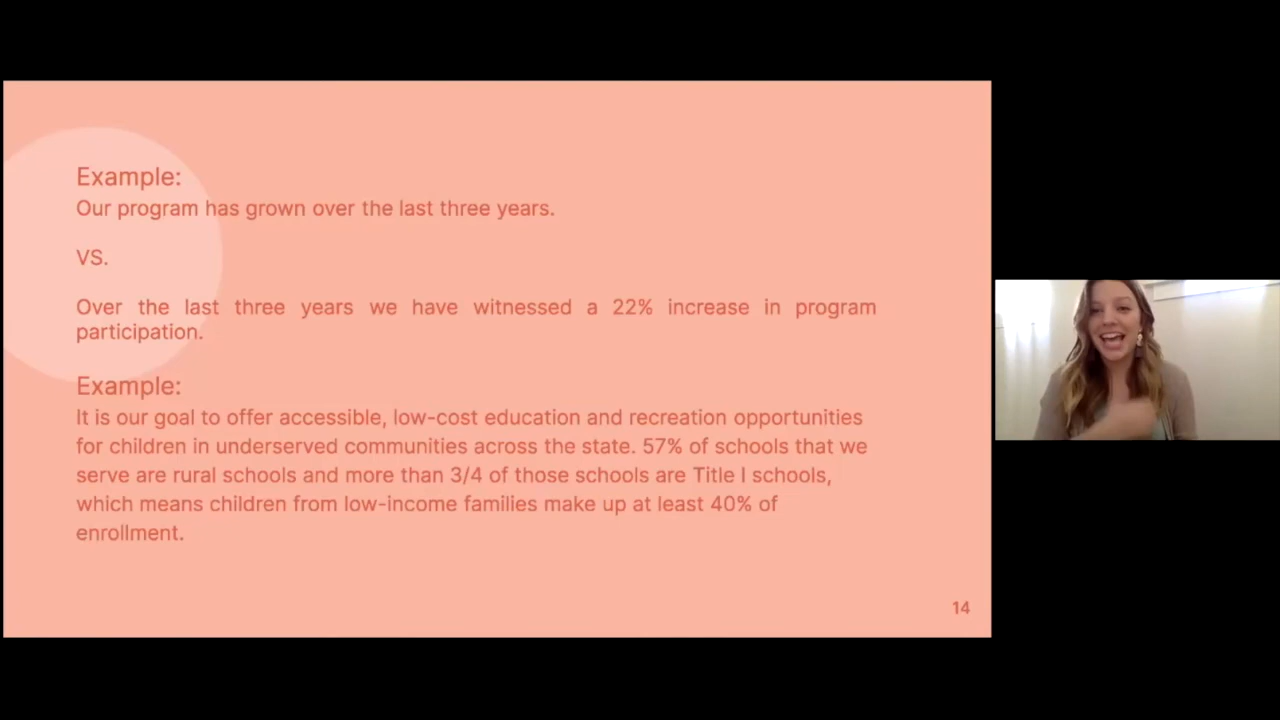 Example:
Our program has grown over the last three years.
VS.
Over the last three years we have witnessed a 22% increase in program
participation.
Example:
It is our goal to offer accessible, low-cost education and recreation opportunities
for children in underserved communities across the state. 57% of schools that we
serve are rural schools and more than 3/4 of those schools are Title I schools,
which means children from low-income families make up at least 40% of
enrollment.
14